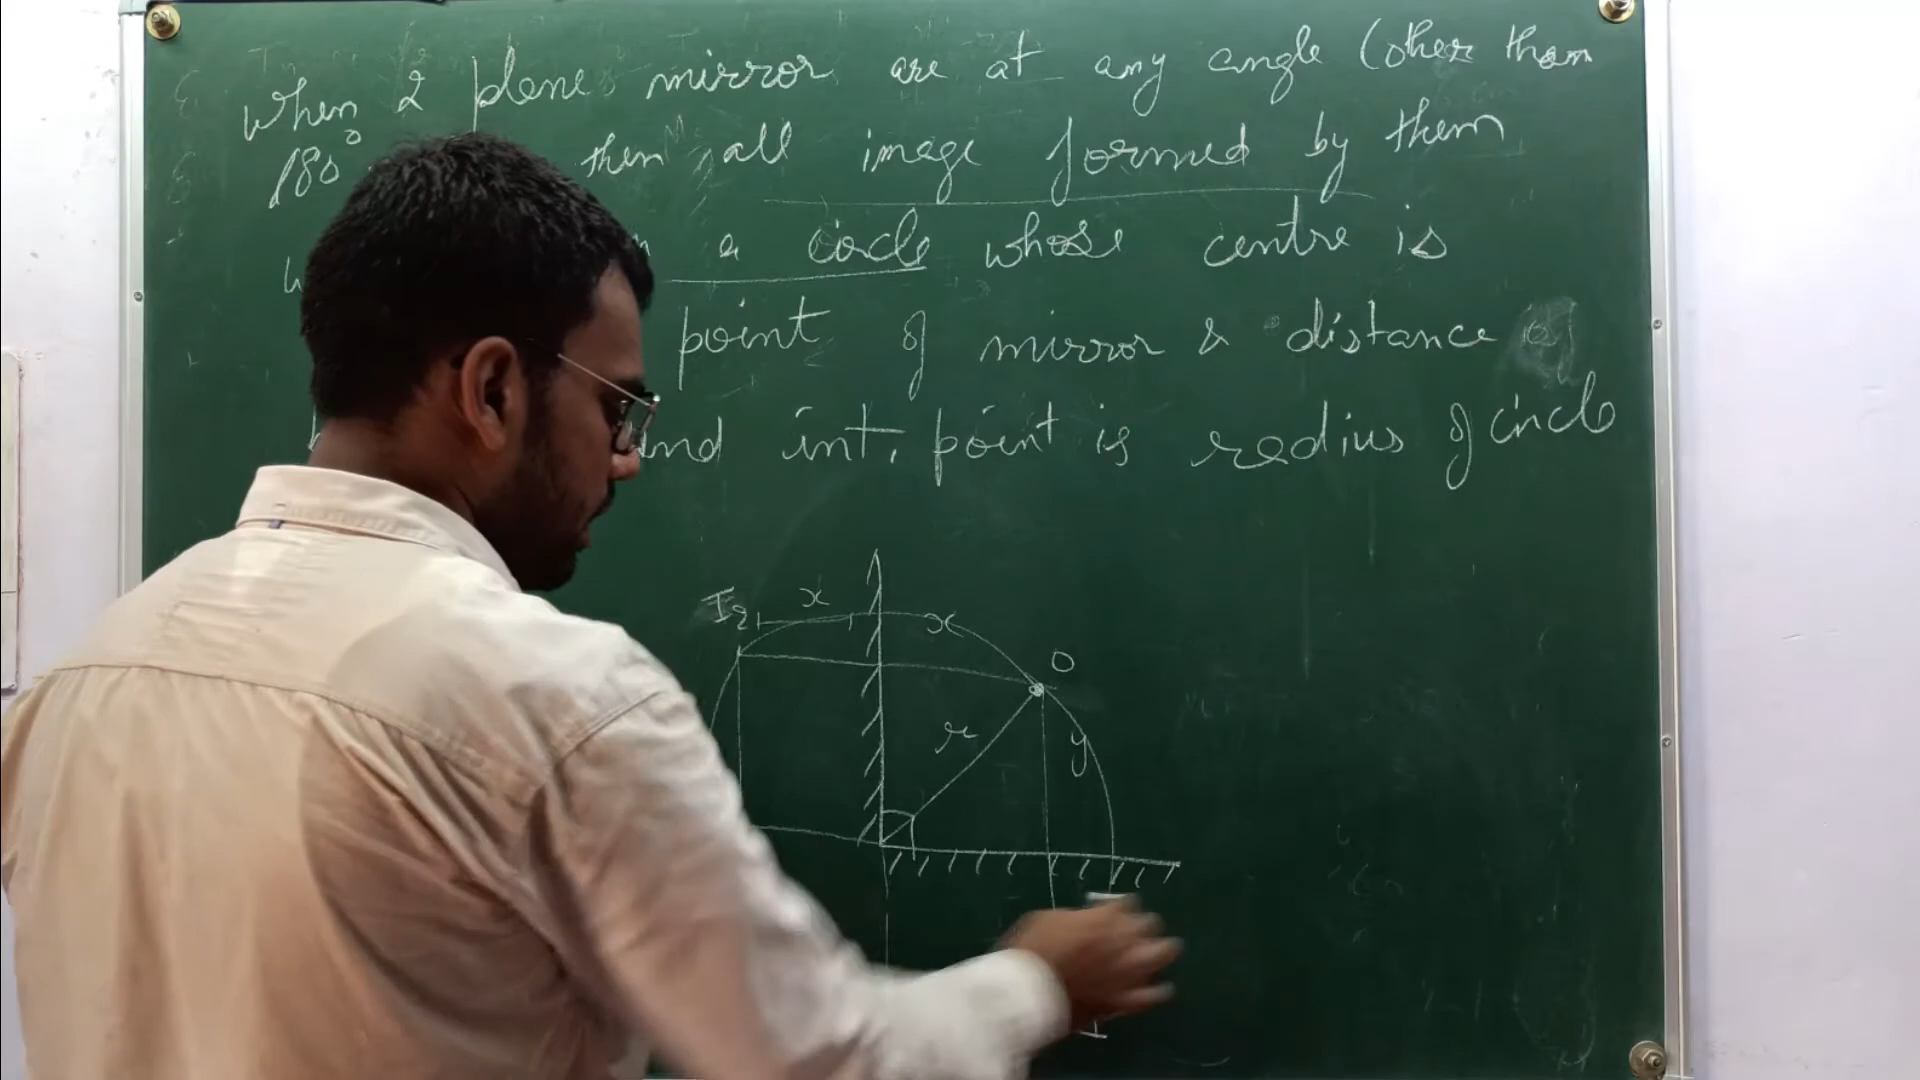 When 2 plane mirror are at any angle (other than
180° then all image formed by them
a circle whose centre is
point of mirror & distance of
and int. point is radius of circle
I2 x x O
r y